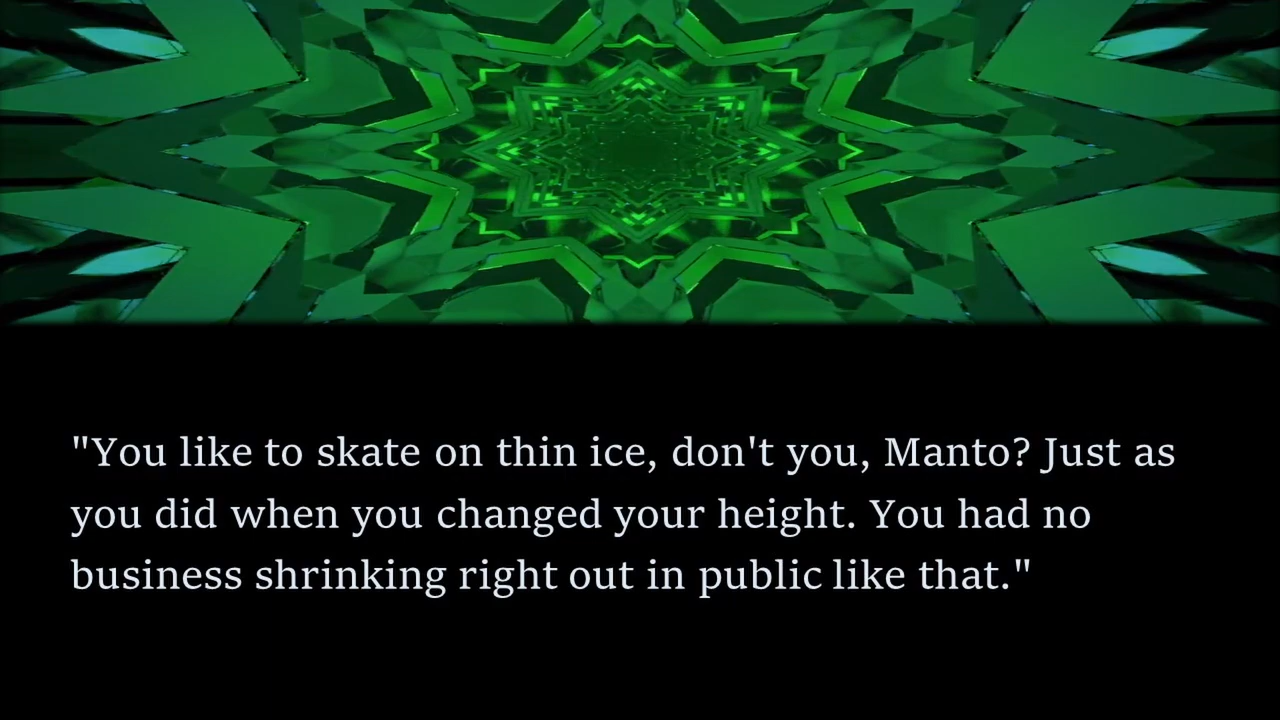 "You like to skate on thin ice, don't you, Manto? Just as
you did when you changed your height. You had no
business shrinking right out in public like that."